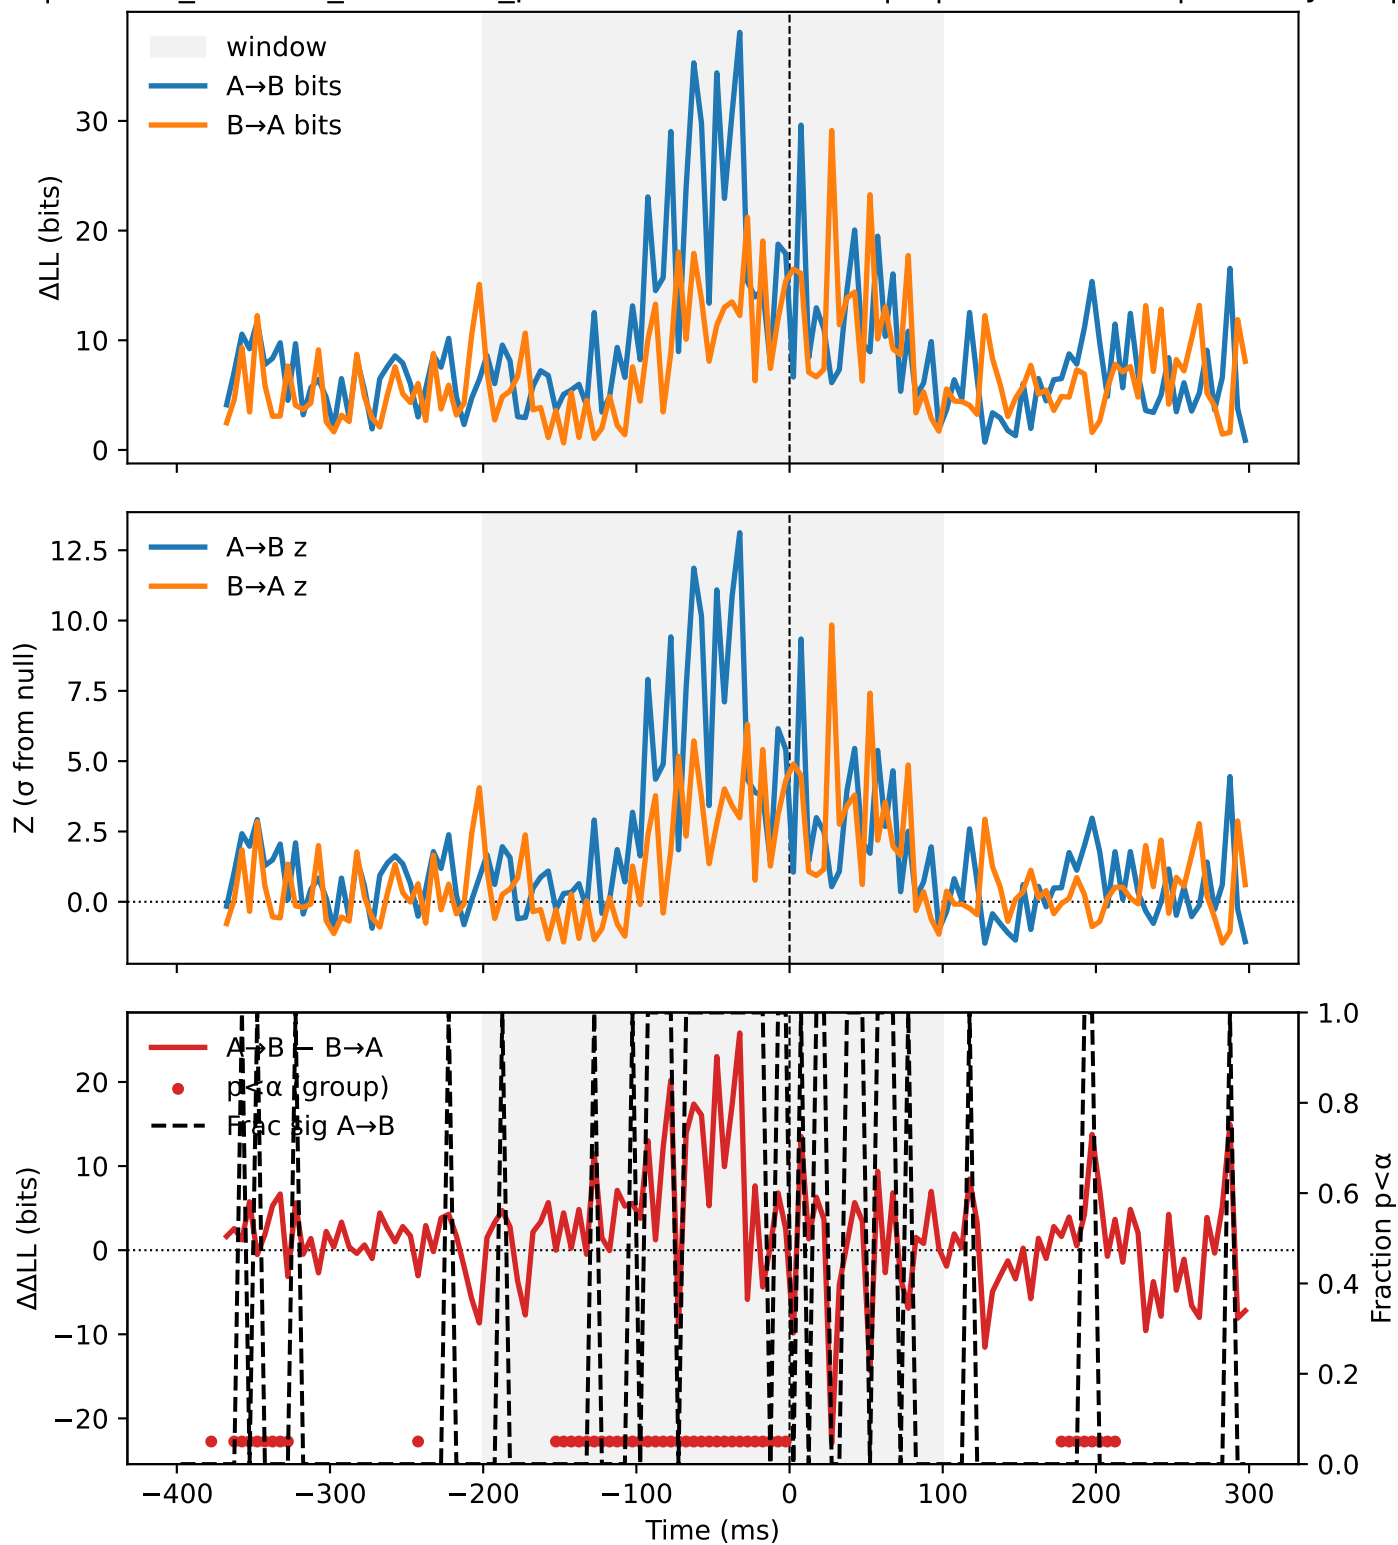 window
A→B bits
B→A bits
ΔLL (bits)
30
20
10
0
A→B z
B→A z
Z (σ from null)
12.5
10.0
7.5
5.0
2.5
0.0
A→B − B→A
p<α (group)
Frac sig A→B
ΔΔLL (bits)
20
10
0
−10
−20
1.0
0.8
0.6
0.4
0.2
0.0
Fraction p<α
−400 −300 −200 −100 0 100 200 300
Time (ms)